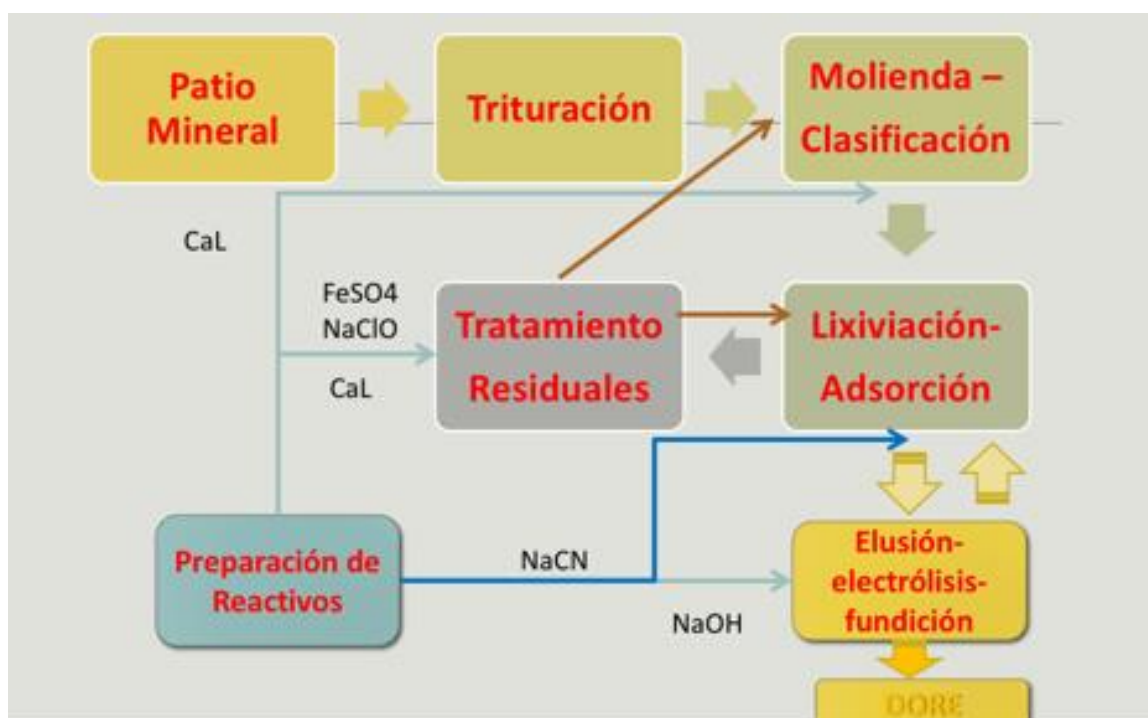 Patio
Mineral
Trituración
Molienda –
Clasificación
CaL
FeSO4
NaClO
CaL
Tratamiento
Residuales
Lixiviación-
Adsorción
Preparación de
Reactivos
NaCN
NaOH
Elusión-
electrólisis-
fundición
DORE